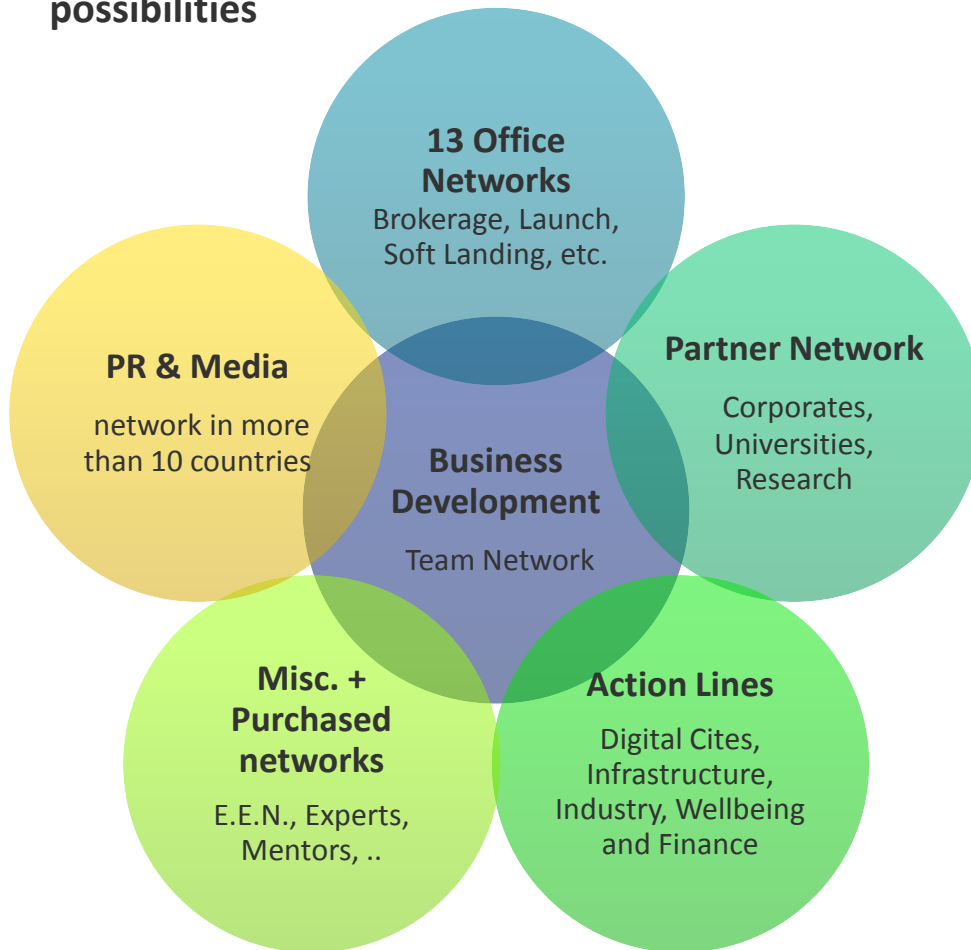 possibilities
13 Office
Networks
Brokerage, Launch,
Soft Landing, etc.
PR & Media
network in more
than 10 countries
Partner Network
Corporates,
Universities,
Research
Business
Development
Team Network
Misc. +
Purchased
networks
E.E.N., Experts,
Mentors, ..
Action Lines
Digital Cites,
Infrastructure,
Industry, Wellbeing
and Finance